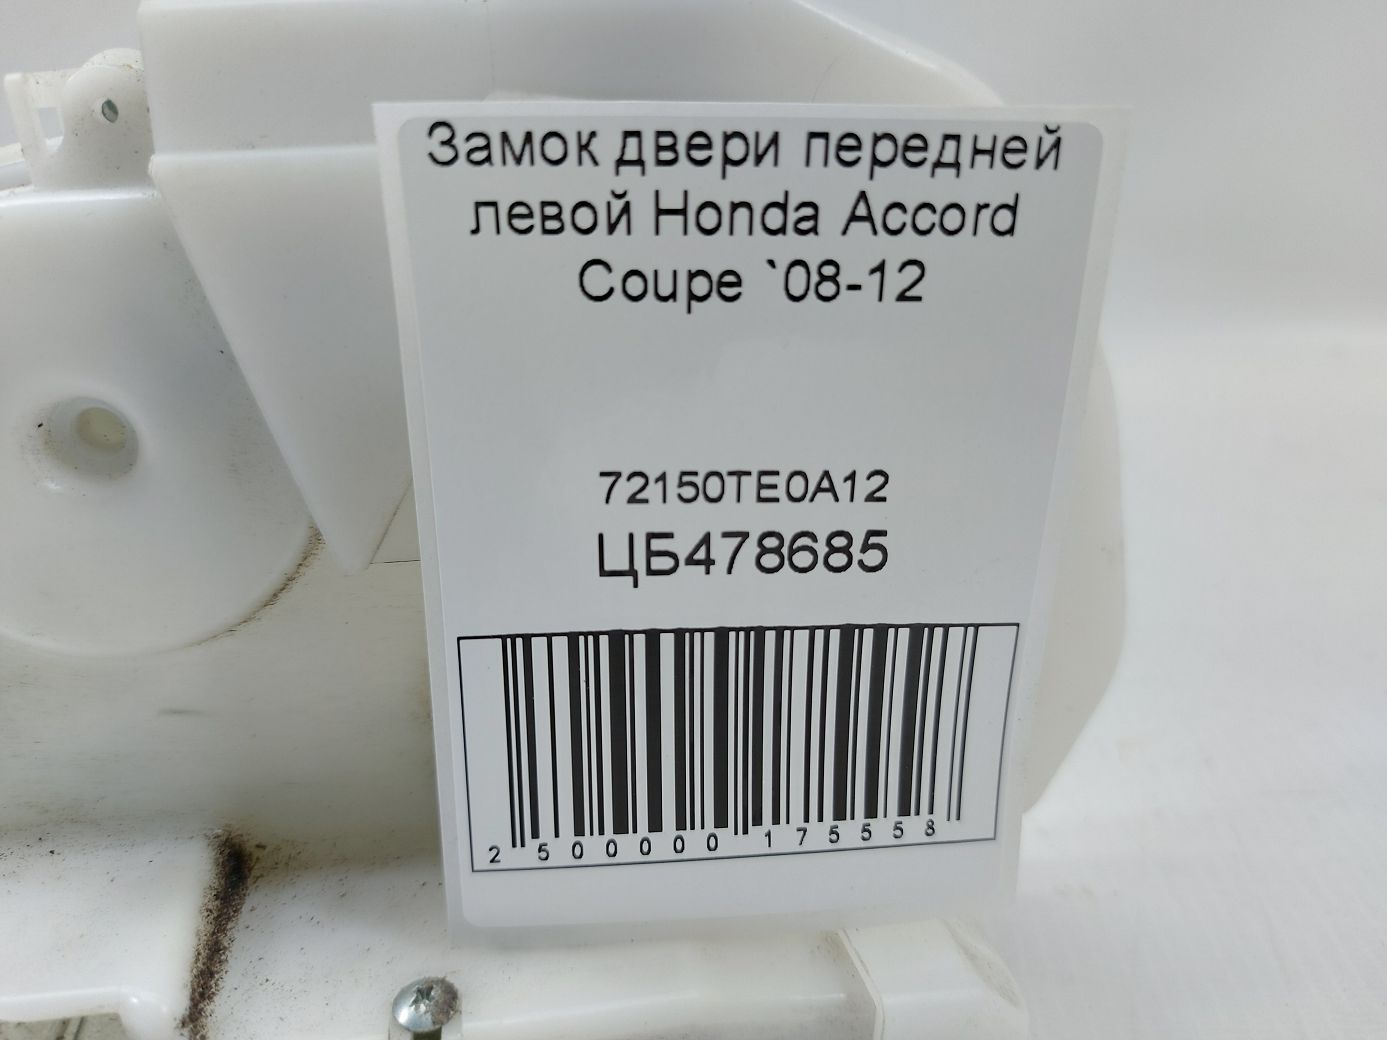 Замок двери передней
левой Honda Accord
Coupe `08-12
72150TE0A12
ЦБ478685
2 500000 175558